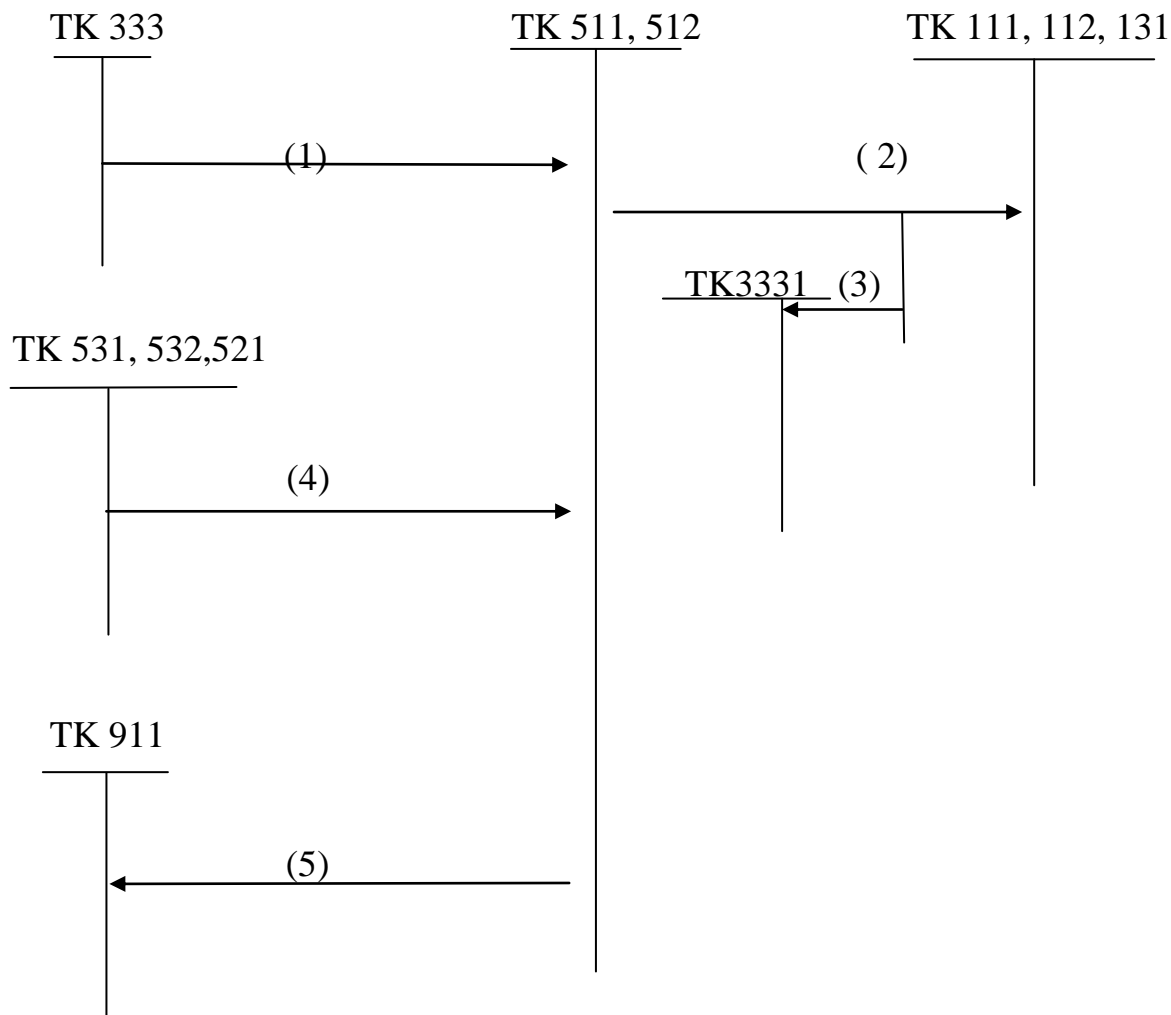 TK 333
TK 511, 512
TK 111, 112, 131
(1)
( 2)
TK3331
(3)
TK 531, 532,521
(4)
TK 911
(5)